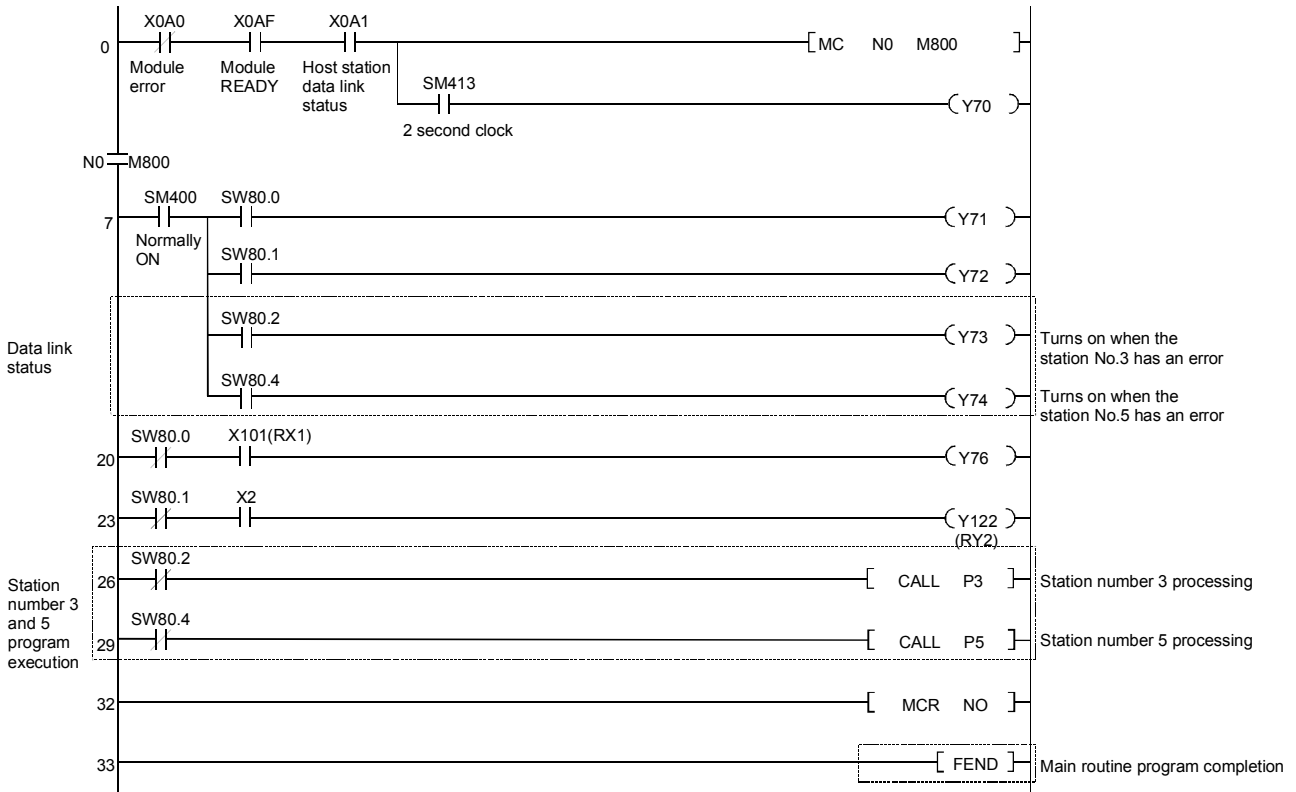 X0A0 X0AF X0A1
0 MC N0 M800
Module error
Module READY
Host station data link status
SM413
Y70
2 second clock
N0 M800
SM400 SW80.0
7 Y71
Normally ON
SW80.1
Y72
SW80.2
Y73
Data link status
Turns on when the station No.3 has an error
SW80.4
Y74
Turns on when the station No.5 has an error
SW80.0 X101(RX1)
20 Y76
SW80.1 X2
23 Y122
(RY2)
SW80.2
26 CALL P3
Station number 3 processing
Station number 3 and 5 program execution
SW80.4
29 CALL P5
Station number 5 processing
32 MCR NO
33 FEND
Main routine program completion